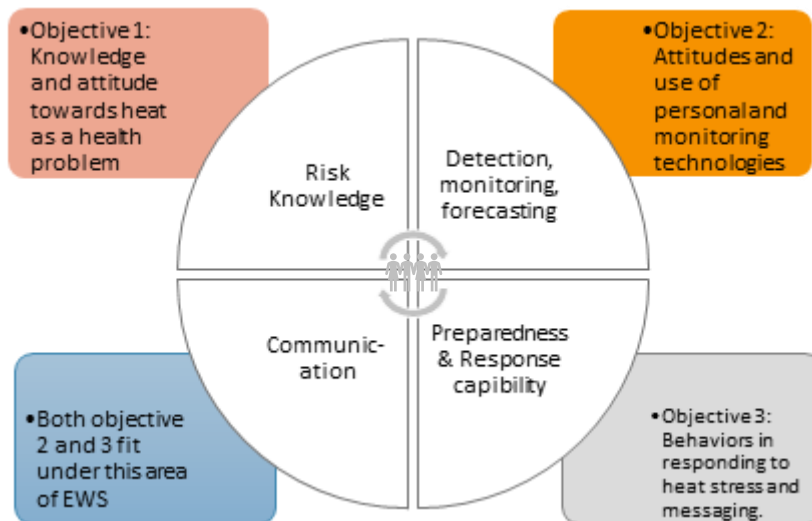 •Objective 1:
Knowledge
and attitude
towards heat
as a health
problem
•Objective 2:
Attitudes and
use of
personal and
monitoring
technologies
Risk
Knowledge
Detection,
monitoring,
forecasting
Communic-
ation
Preparedness
& Response
capibility
•Both objective
2 and 3 fit
under this area
of EWS
•Objective 3:
Behaviors in
responding to
heat stress and
messaging.